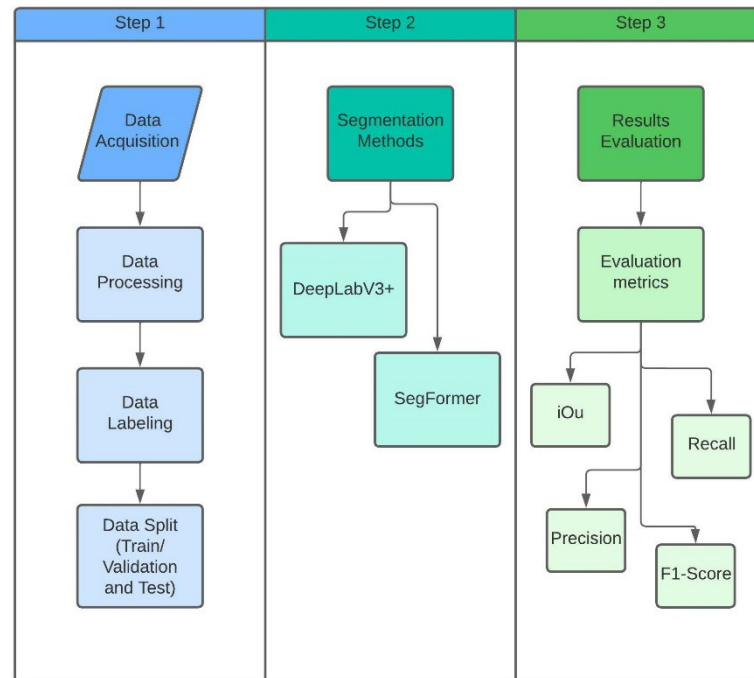 Step 1
Step 2
Step 3
Data
Acquisition
Data
Processing
Data
Labeling
Data Split
(Train/
Validation
and Test)
Segmentation
Methods
DeepLabV3+
SegFormer
Results
Evaluation
Evaluation
metrics
iOu
Recall
Precision
F1-Score